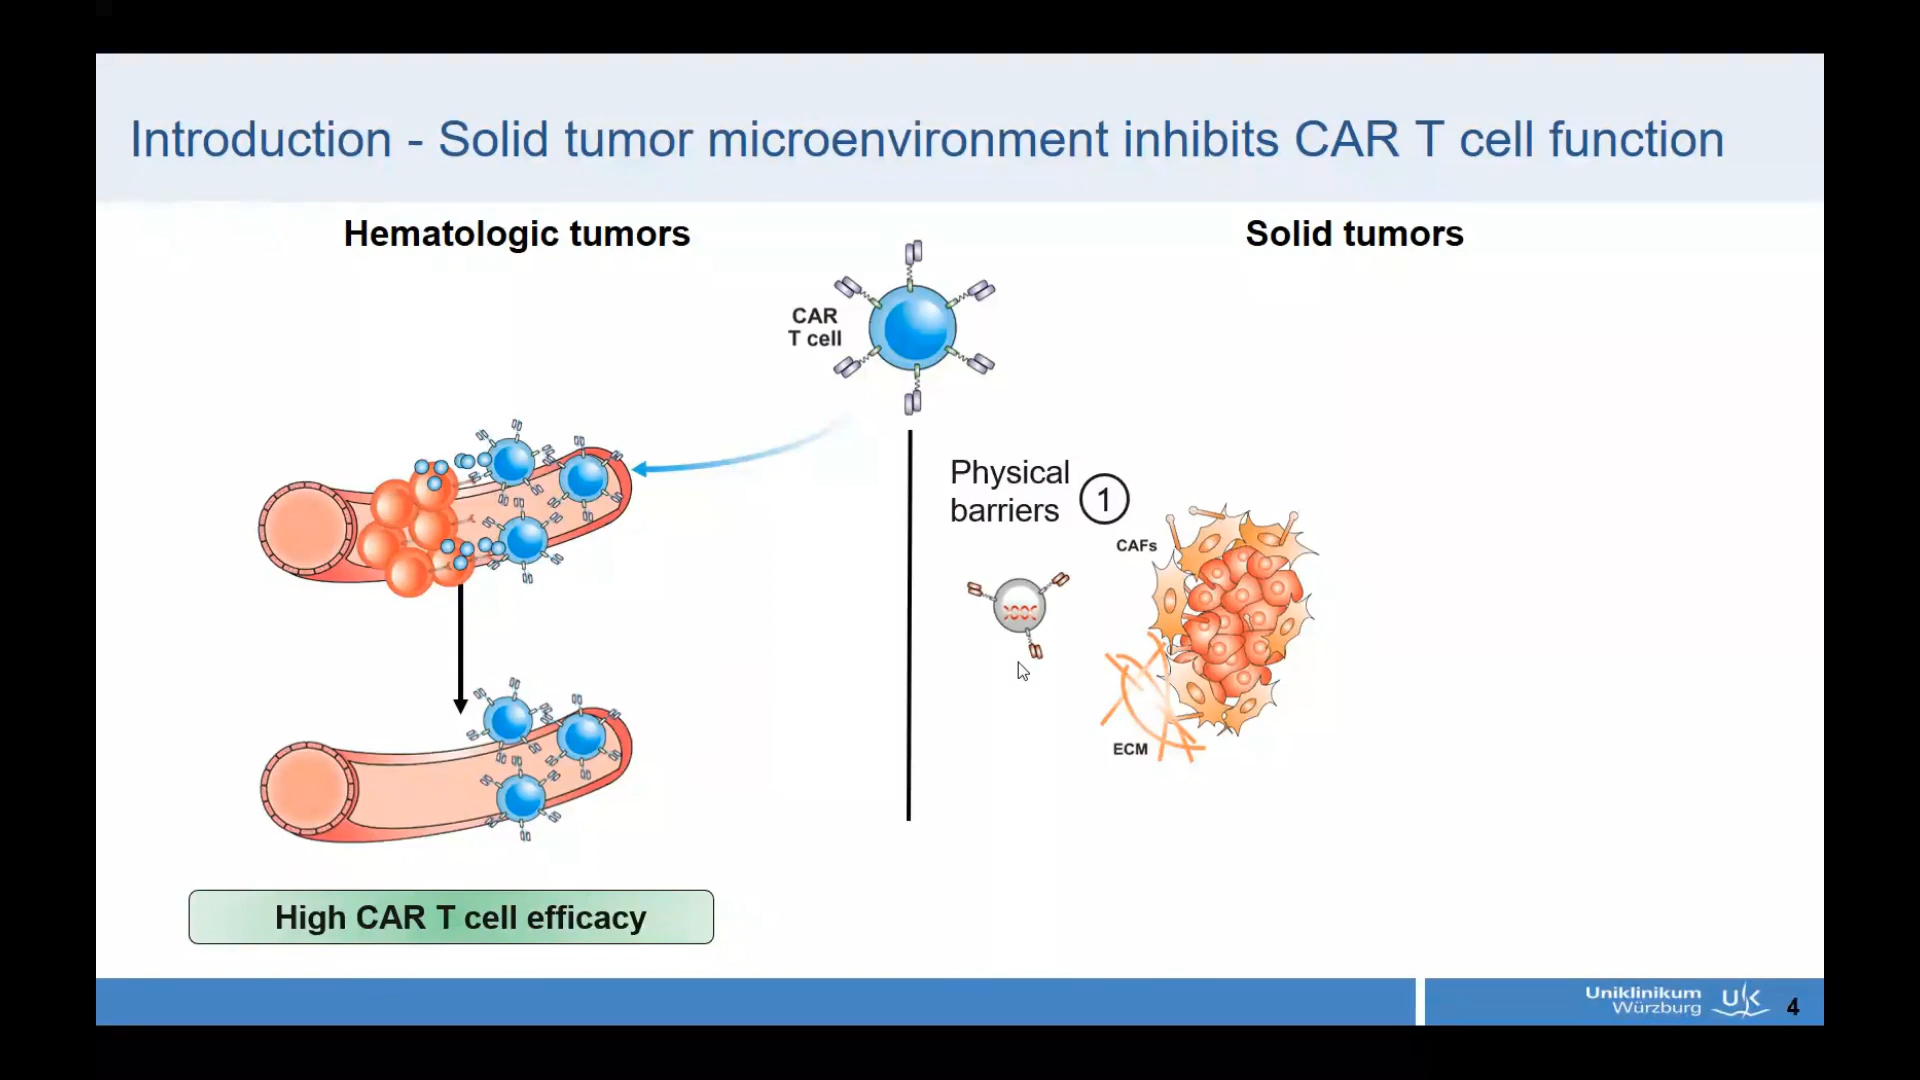 Introduction - Solid tumor microenvironment inhibits CAR T cell function
Hematologic tumors
Solid tumors
CAR
T cell
Physical
barriers
1
CAFs
ECM
High CAR T cell efficacy
Uniklinikum
Würzburg
UK
4